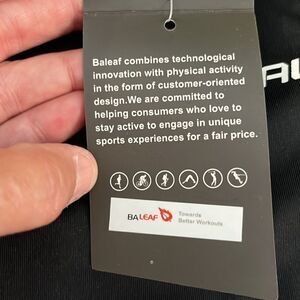 Baleaf combines technological
innovation with physical activity
in the form of customer-oriented
design.We are committed to
helping consumers who love to
stay active to engage in unique
sports experiences for a fair price.
BALEAF
Towards
Better Workouts